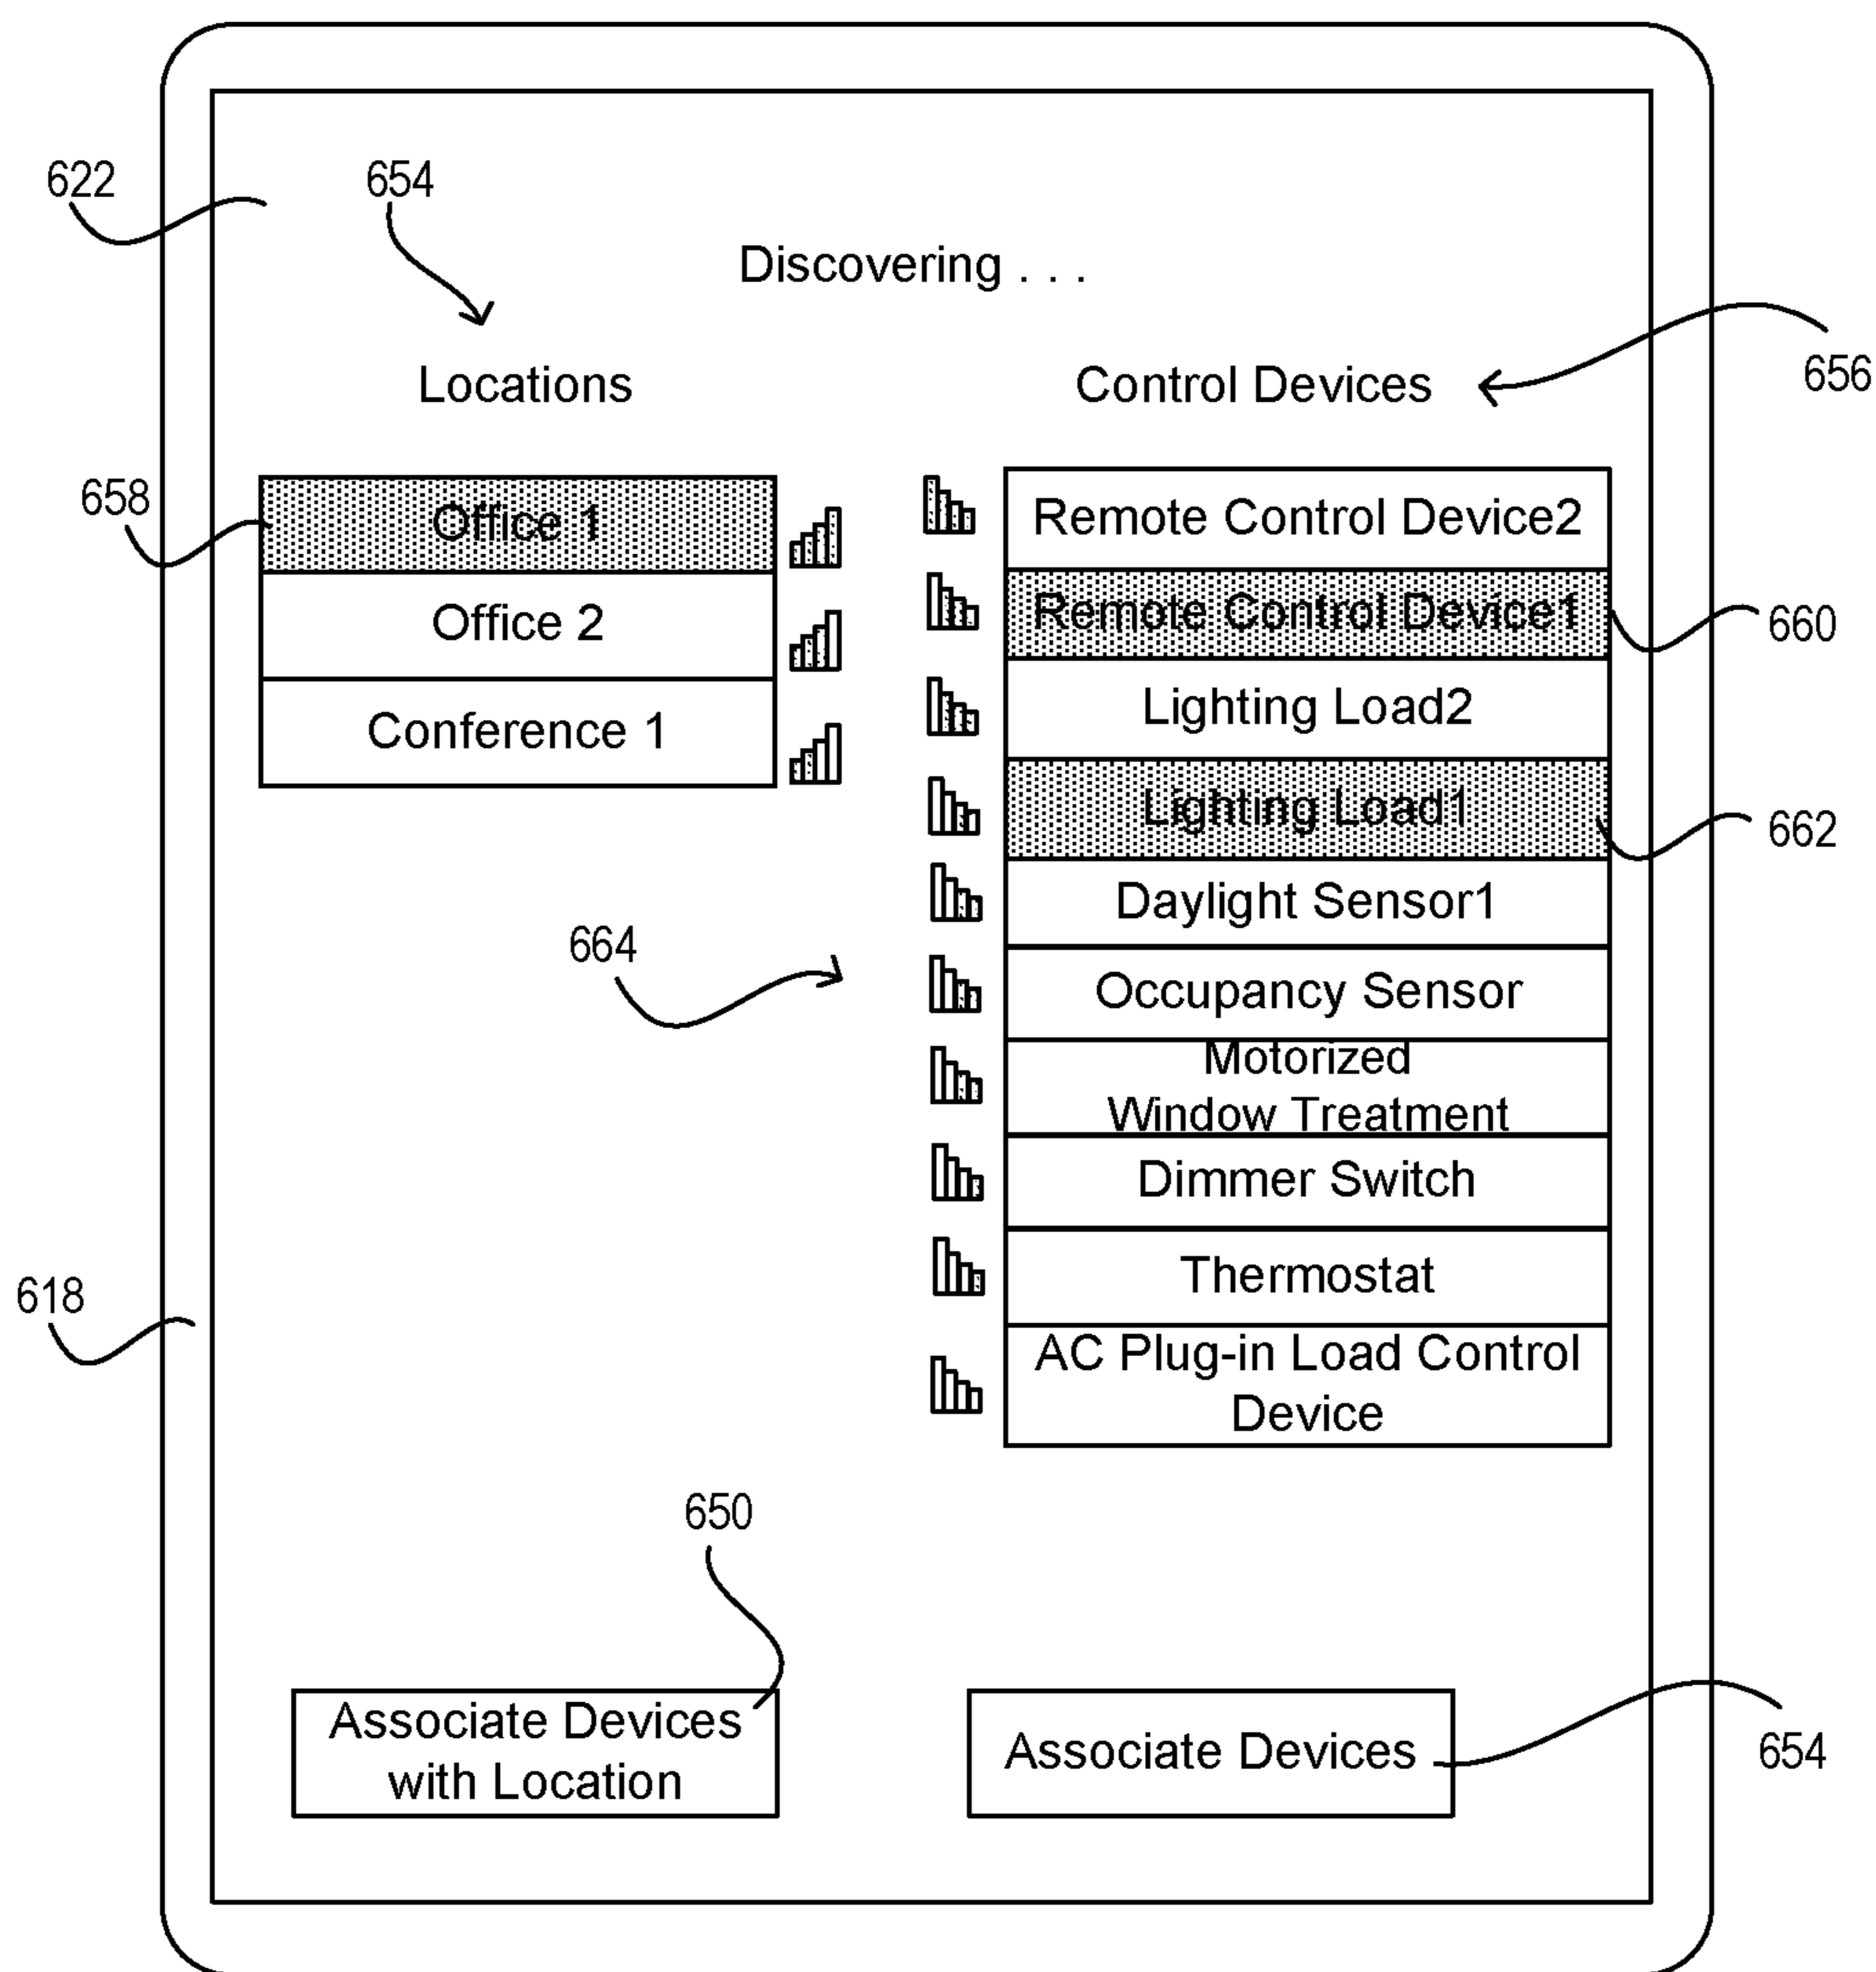 622
654
Discovering . . .
656
Locations
Control Devices
658
Office 1
Office 2
Conference 1
Remote Control Device2
Remote Control Device1
660
Lighting Load2
Lighting Load1
662
Daylight Sensor1
664
Occupancy Sensor
Motorized
Window Treatment
Dimmer Switch
618
Thermostat
AC Plug-in Load Control
Device
650
Associate Devices
with Location
Associate Devices
654